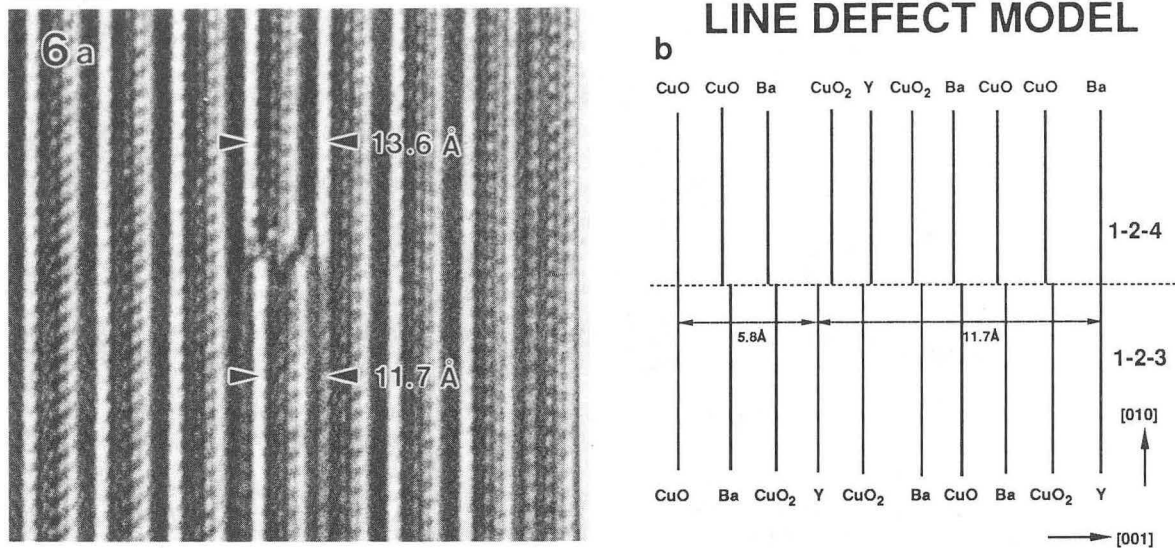 6 a
13.6 Å
11.7 Å
LINE DEFECT MODEL
b
CuO CuO Ba CuO₂ Y CuO₂ Ba CuO CuO Ba
1-2-4
5.8Å 11.7Å
1-2-3
[010]
CuO Ba CuO₂ Y CuO₂ Ba CuO Ba CuO₂ Y
[001]